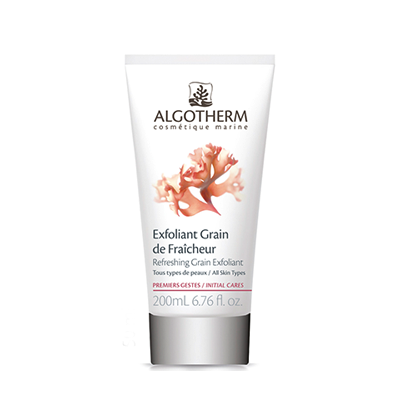 ALGOTHERM
cosmétique marine
Exfoliant Grain
de Fraîcheur
Refreshing Grain Exfoliant
Tous types de peaux / All Skin Types
PREMIERS GESTES / INITIAL CARES
200mL 6.76 fl. oz.